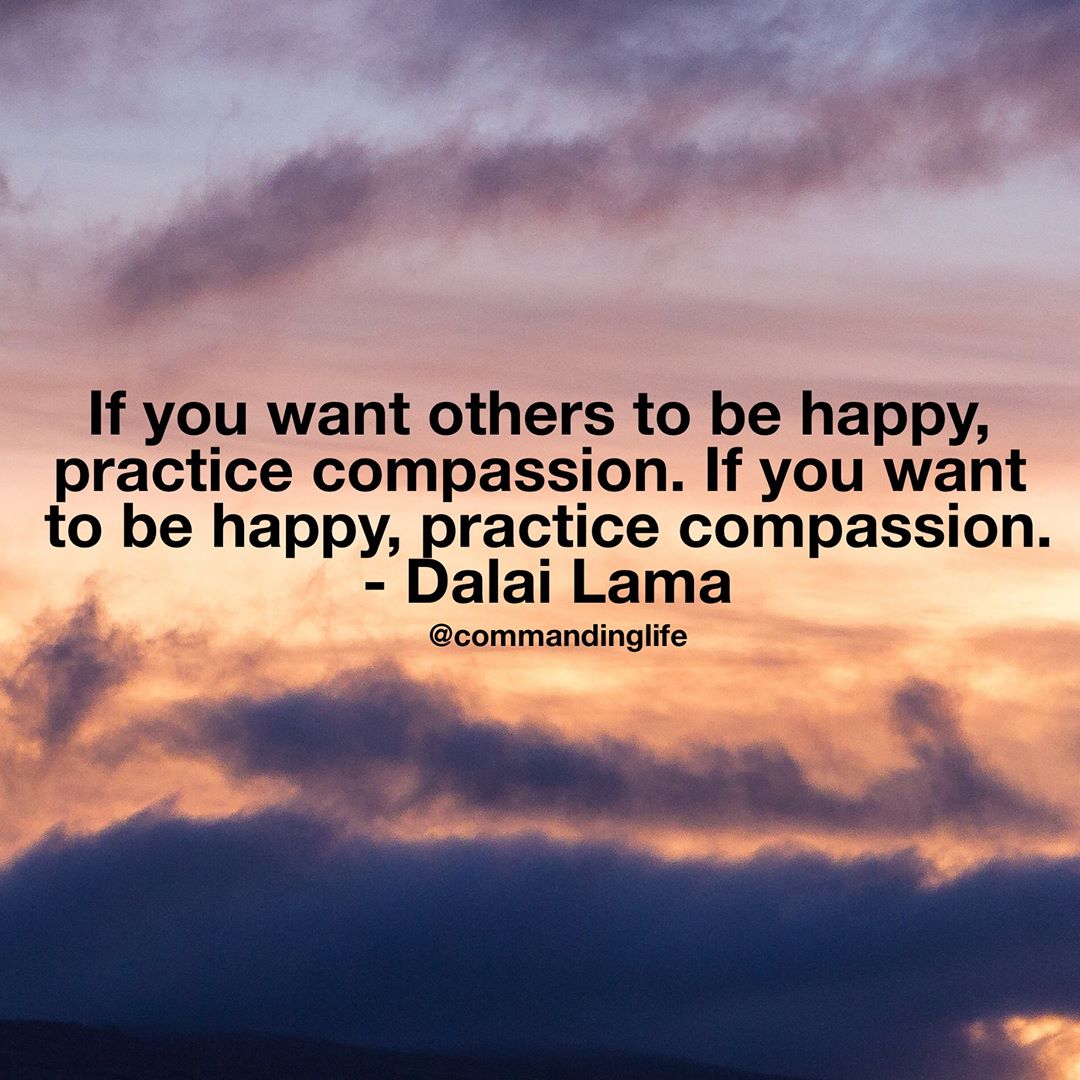 If you want others to be happy,
practice compassion. If you want
to be happy, practice compassion.
- Dalai Lama
@commandinglife